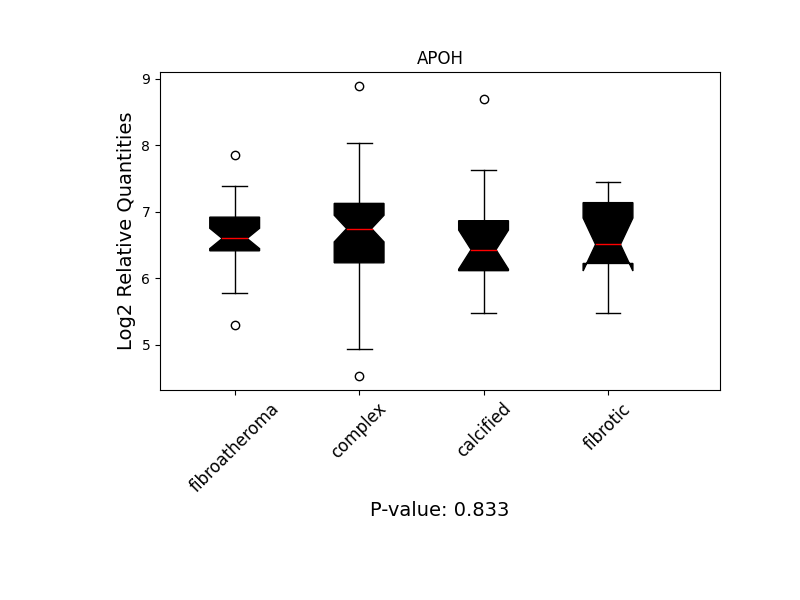 APOH
Log2 Relative Quantities
9
8
7
6
5
fibroatheroma
complex
calcified
fibrotic
P-value: 0.833